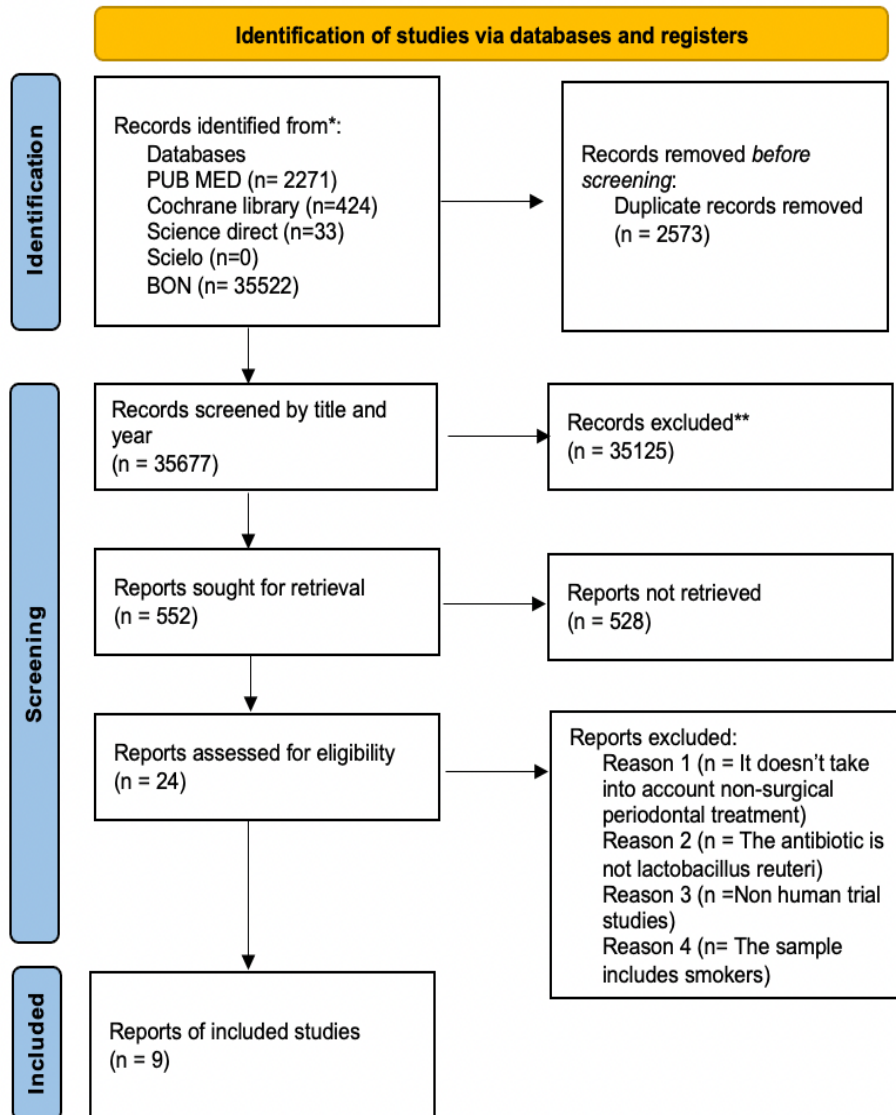 Identification of studies via databases and registers
Identification
Records identified from*:
Databases
PUB MED (n= 2271)
Cochrane library (n=424)
Science direct (n=33)
Scielo (n=0)
BON (n= 35522)
Records removed before
screening:
Duplicate records removed
(n = 2573)
Screening
Records screened by title and
year
(n = 35677)
Records excluded**
(n = 35125)
Reports sought for retrieval
(n = 552)
Reports not retrieved
(n = 528)
Reports assessed for eligibility
(n = 24)
Reports excluded:
Reason 1 (n = It doesn’t take
into account non-surgical
periodontal treatment)
Reason 2 (n = The antibiotic is
not lactobacillus reuteri)
Reason 3 (n =Non human trial
studies)
Reason 4 (n= The sample
includes smokers)
Included
Reports of included studies
(n = 9)